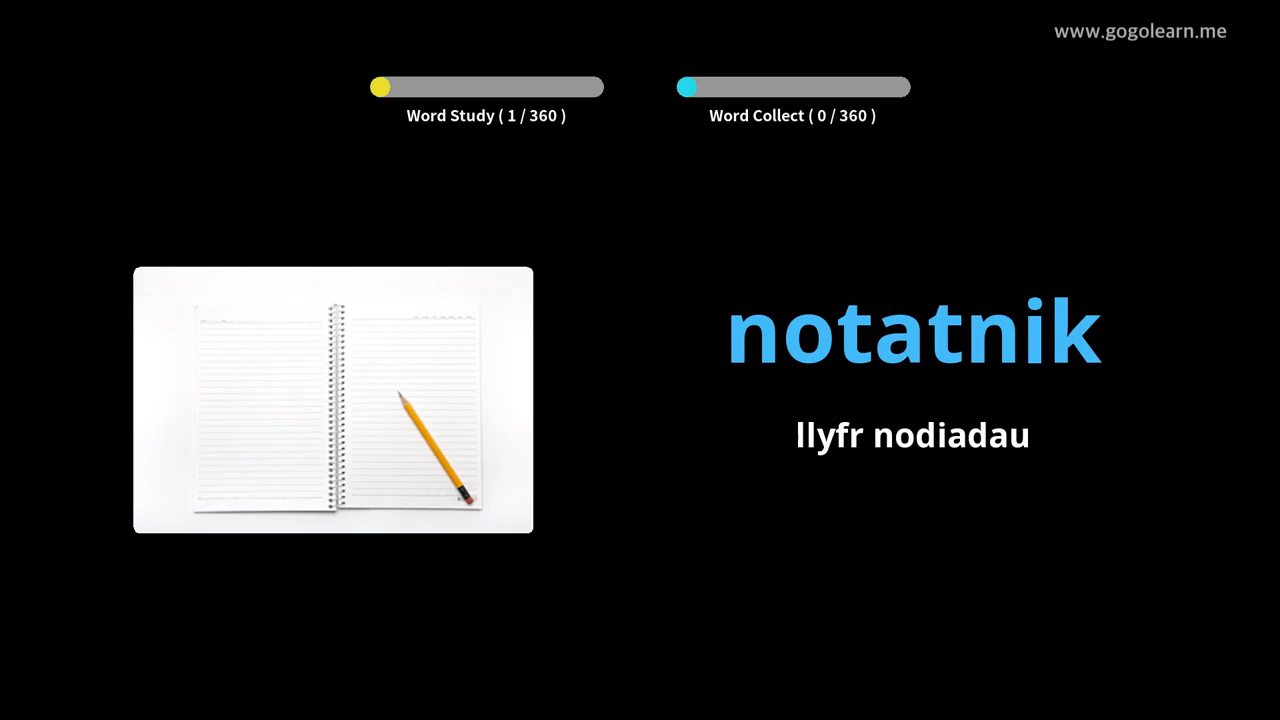 www.gogolearn.me
Word Study ( 1 / 360 )
Word Collect ( 0 / 360 )
notatnik
llyfr nodiadau